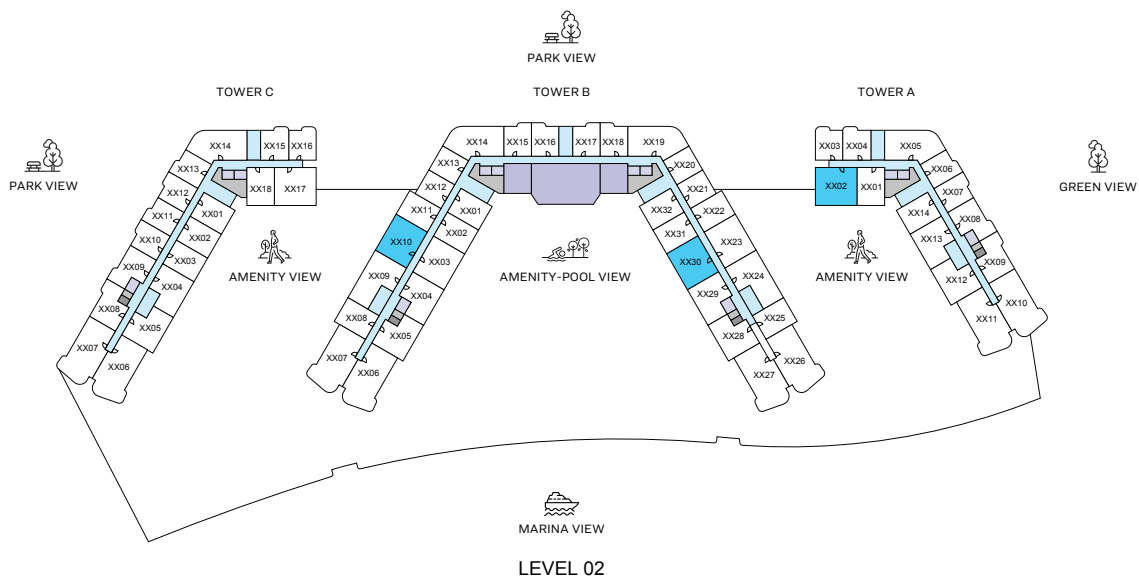 PARK VIEW
TOWER C
TOWER B
TOWER A
PARK VIEW
GREEN VIEW
XX14
XX15
XX16
XX13
XX12
XX11
XX10
XX09
XX08
XX07
XX06
XX05
XX04
XX03
XX02
XX01
XX18
XX17
AMENITY VIEW
XX14
XX15
XX16
XX17
XX18
XX19
XX13
XX12
XX11
XX10
XX09
XX08
XX07
XX06
XX05
XX04
XX03
XX02
XX01
AMENITY-POOL VIEW
XX20
XX21
XX22
XX23
XX24
XX25
XX26
XX27
XX28
XX29
XX30
XX31
XX32
XX03
XX04
XX05
XX02
XX01
XX06
XX07
XX08
XX09
XX10
XX11
XX12
XX13
XX14
AMENITY VIEW
MARINA VIEW
LEVEL 02